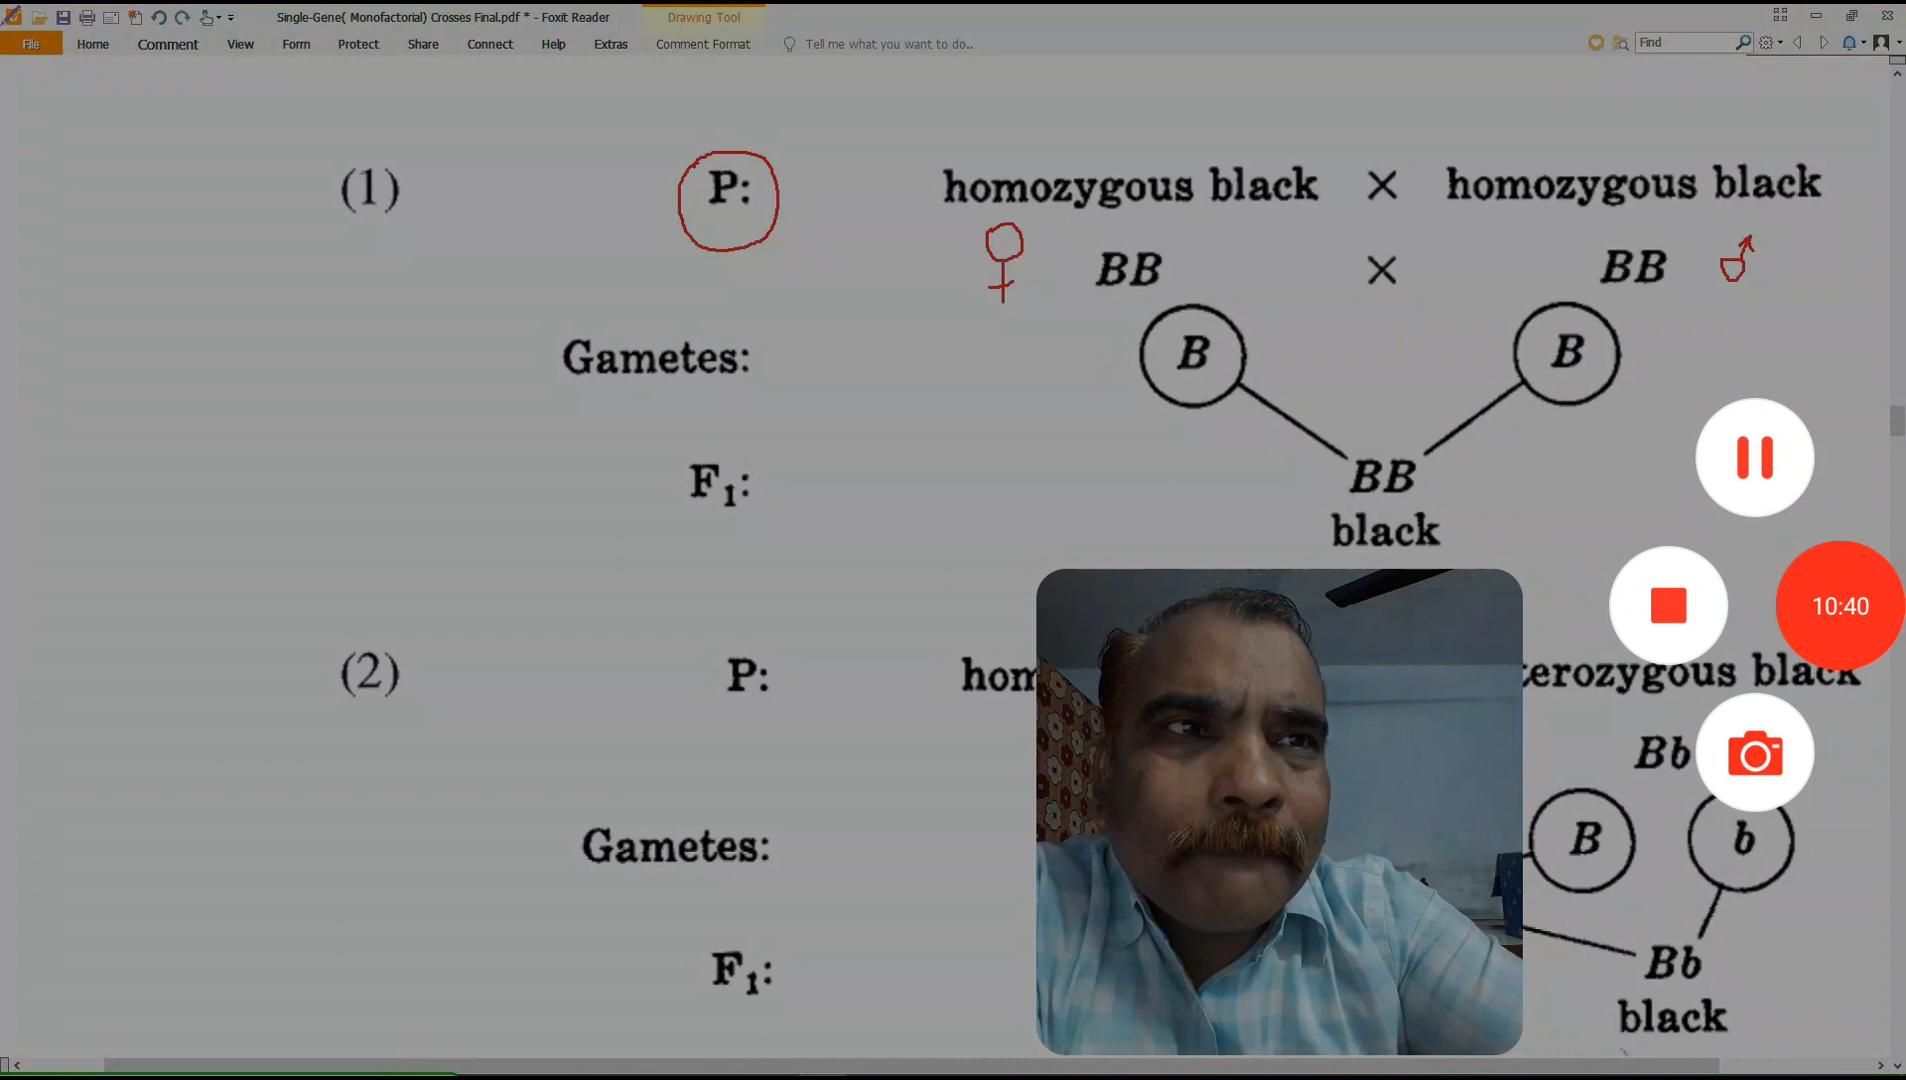 Single-Gene( Monofactorial) Crosses Final.pdf * - Foxit Reader
Drawing Tool
File Home Comment View Form Protect Share Connect Help Extras Comment Format Tell me what you want to do.. Find
(1) P: homozygous black × homozygous black
♀ BB × BB ♂
Gametes: B B
F₁: BB
black
10:40
(2) P: hom terozygous black
Bb
Gametes: B b
F₁: Bb
black